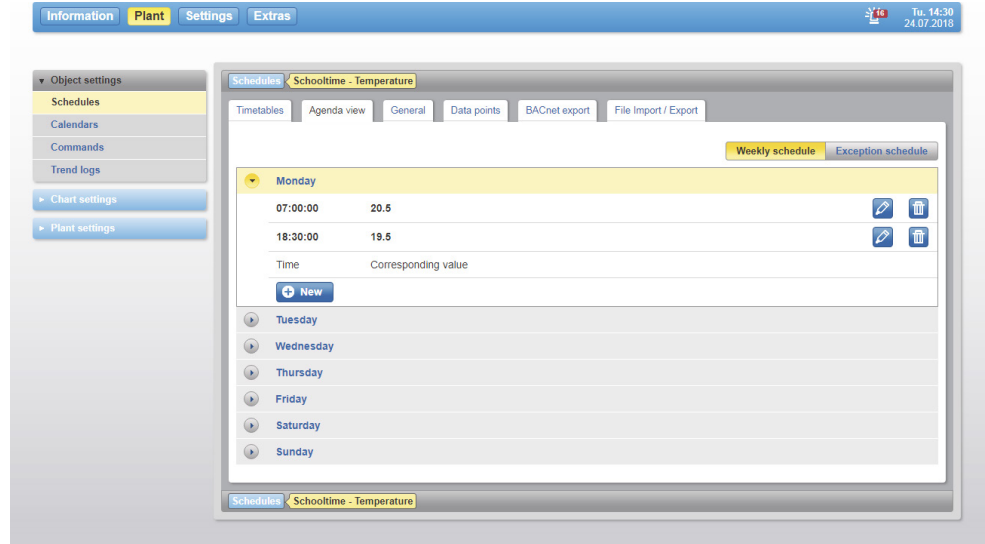 Information Plant Settings Extras 16 Tu. 14:30
24.07.2018
Object settings
Schedules
Calendars
Commands
Trend logs
Chart settings
Plant settings
Schedules Schooltime - Temperature
Timetables Agenda view General Data points BACnet export File Import / Export
Weekly schedule Exception schedule
Monday
07:00:00 20.5
18:30:00 19.5
Time Corresponding value
New
Tuesday
Wednesday
Thursday
Friday
Saturday
Sunday
Schedules Schooltime - Temperature